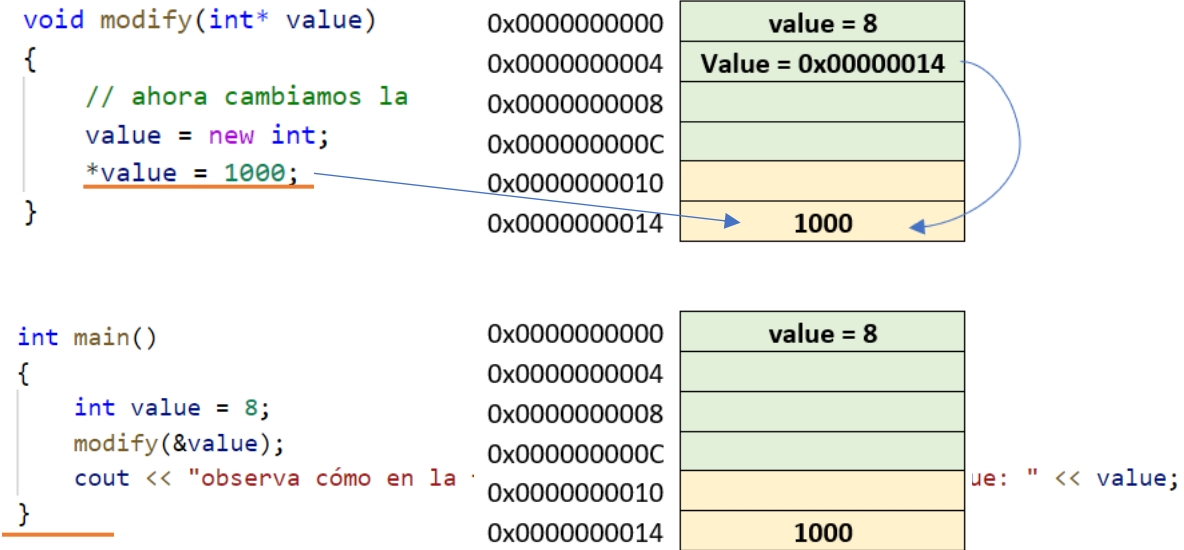 void modify(int* value)
{
// ahora cambiamos la
value = new int;
*value = 1000;
}
0x0000000000 value = 8
0x0000000004 Value = 0x00000014
0x0000000008
0x000000000C
0x0000000010
0x0000000014 1000
int main()
{
int value = 8;
modify(&value);
cout << "observa cómo en la ue: " << value;
}
0x0000000000 value = 8
0x0000000004
0x0000000008
0x000000000C
0x0000000010
0x0000000014 1000